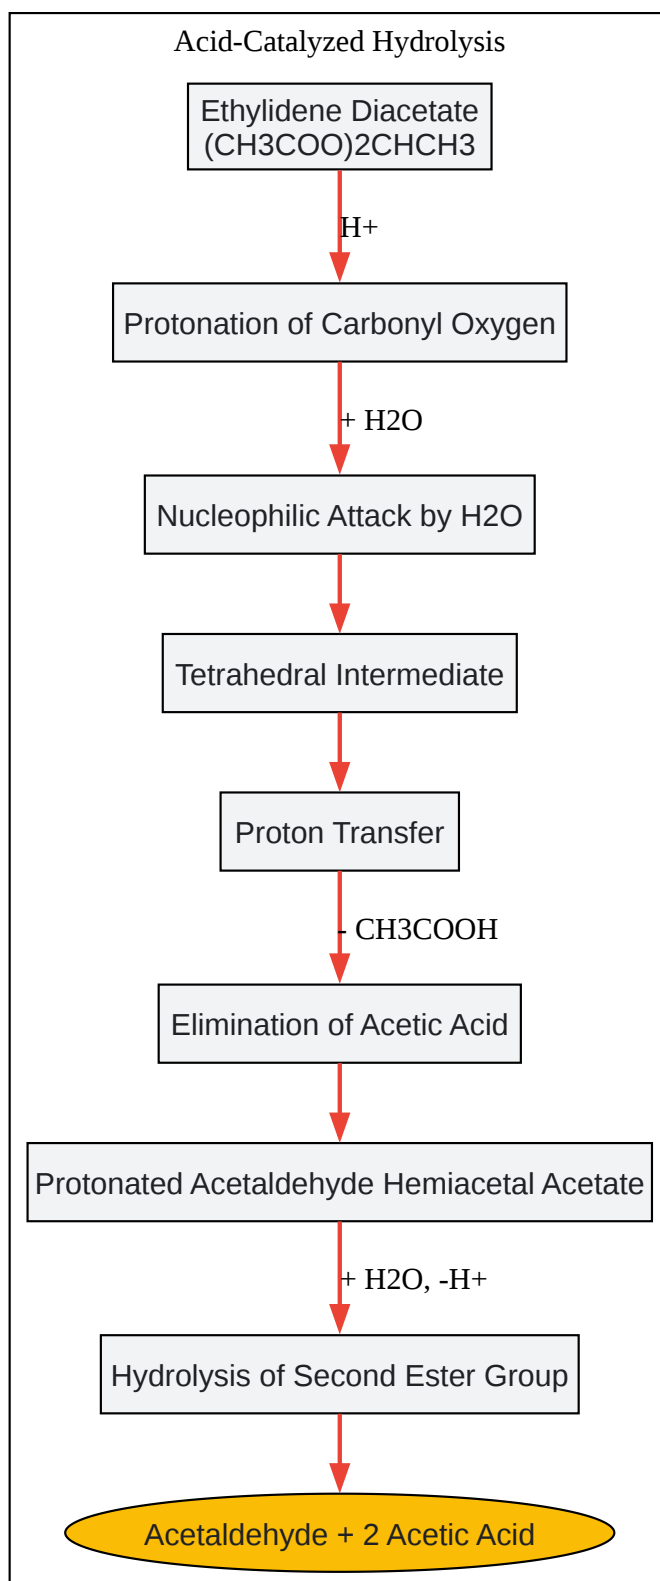 Acid-Catalyzed Hydrolysis
Ethylidene Diacetate
(CH3COO)2CHCH3
H+
Protonation of Carbonyl Oxygen
+ H2O
Nucleophilic Attack by H2O
Tetrahedral Intermediate
Proton Transfer
- CH3COOH
Elimination of Acetic Acid
Protonated Acetaldehyde Hemiacetal Acetate
+ H2O, -H+
Hydrolysis of Second Ester Group
Acetaldehyde + 2 Acetic Acid